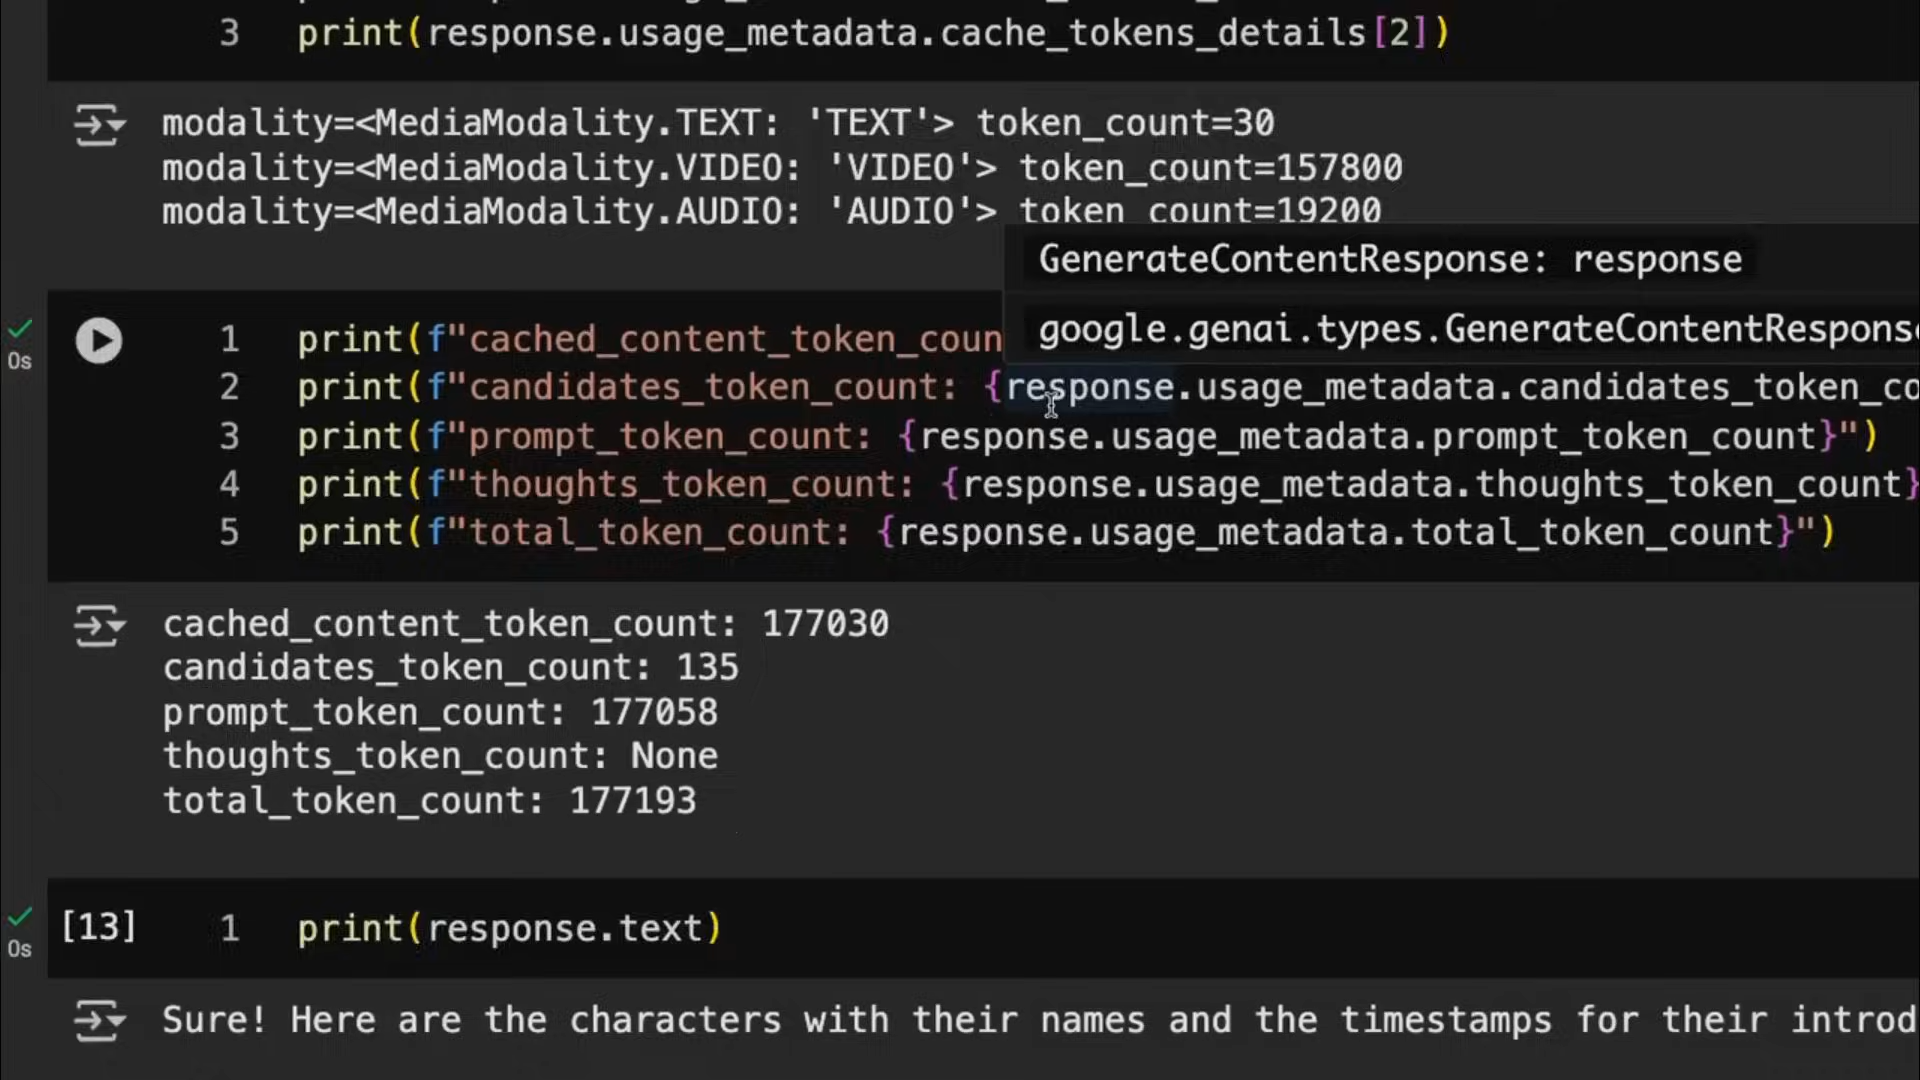 3 print(response.usage_metadata.cache_tokens_details[2])
modality=<MediaModality.TEXT: 'TEXT'> token_count=30
modality=<MediaModality.VIDEO: 'VIDEO'> token_count=157800
modality=<MediaModality.AUDIO: 'AUDIO'> token_count=19200
GenerateContentResponse: response
google.genai.types.GenerateContentResponse
0s
1 print(f"cached_content_token_coun
2 print(f"candidates_token_count: {response.usage_metadata.candidates_token_co
3 print(f"prompt_token_count: {response.usage_metadata.prompt_token_count}")
4 print(f"thoughts_token_count: {response.usage_metadata.thoughts_token_count}
5 print(f"total_token_count: {response.usage_metadata.total_token_count}")
cached_content_token_count: 177030
candidates_token_count: 135
prompt_token_count: 177058
thoughts_token_count: None
total_token_count: 177193
[13] 1 print(response.text)
0s
Sure! Here are the characters with their names and the timestamps for their introd